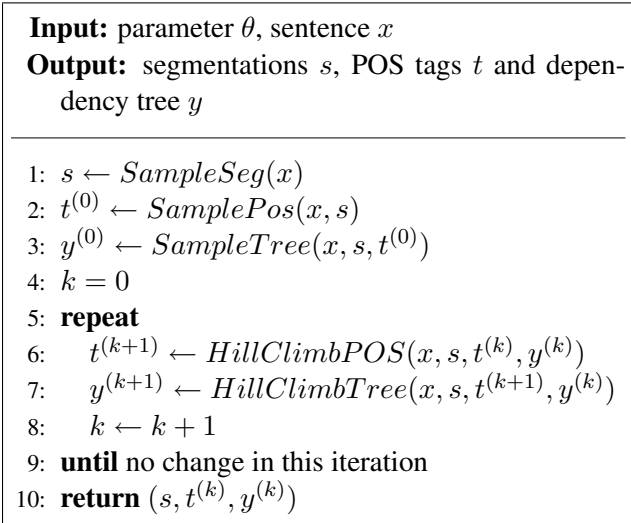 Input: parameter θ, sentence x
Output: segmentations s, POS tags t and depen-
dency tree y
1: s ← SampleSeg(x)
2: t^(0) ← SamplePos(x, s)
3: y^(0) ← SampleTree(x, s, t^(0))
4: k = 0
5: repeat
6: t^(k+1) ← HillClimbPOS(x, s, t^(k), y^(k))
7: y^(k+1) ← HillClimbTree(x, s, t^(k+1), y^(k))
8: k ← k + 1
9: until no change in this iteration
10: return (s, t^(k), y^(k))